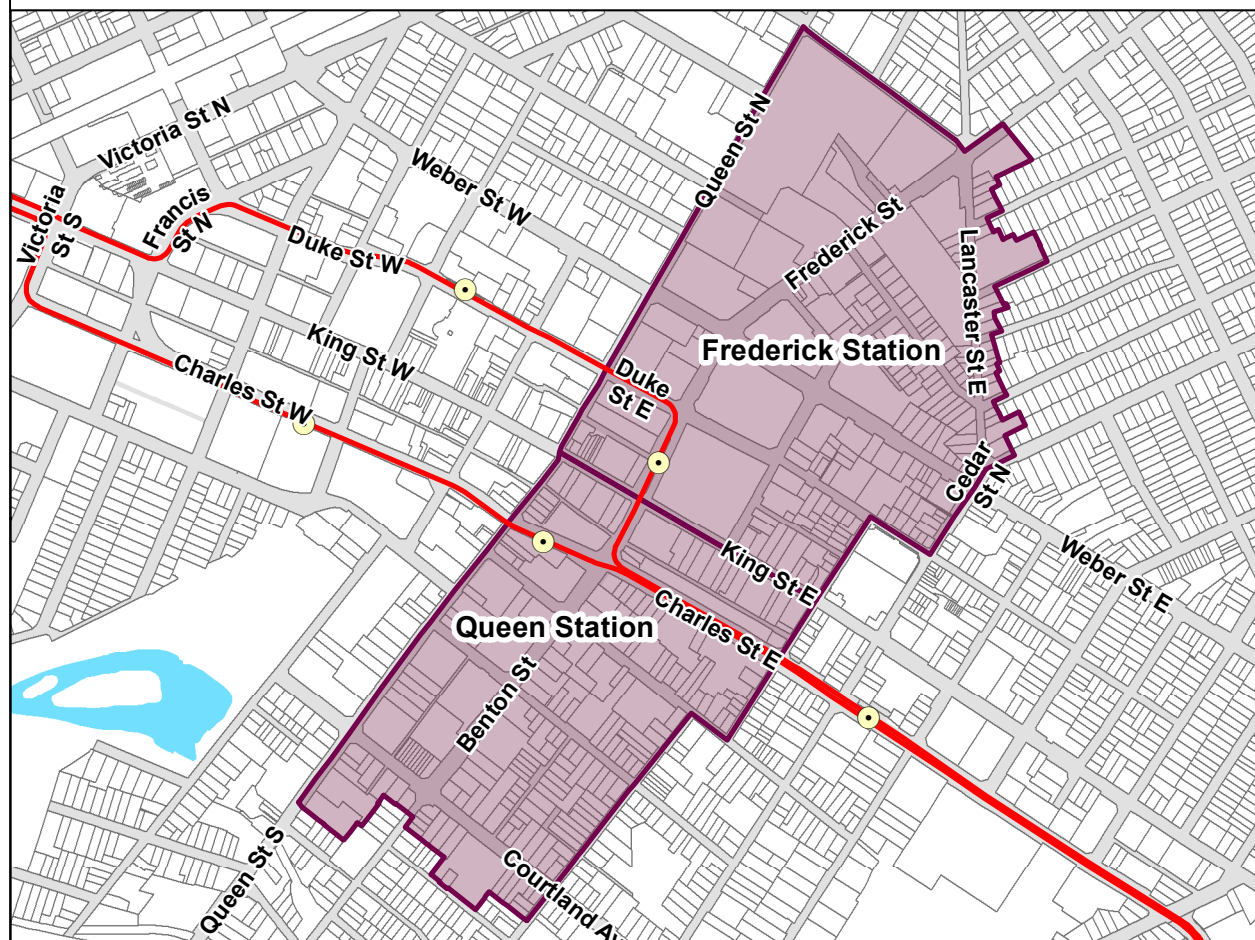 Victoria St N
Queen St N
Weber St W
Francis
St N
Victoria
St S
Duke St W
Frederick St
Lancaster St E
King St W
Frederick Station
Charles St W
Duke
St E
Cedar
St N
King St E
Weber St E
Charles St E
Queen Station
Benton St
Queen St S
Courtland Av